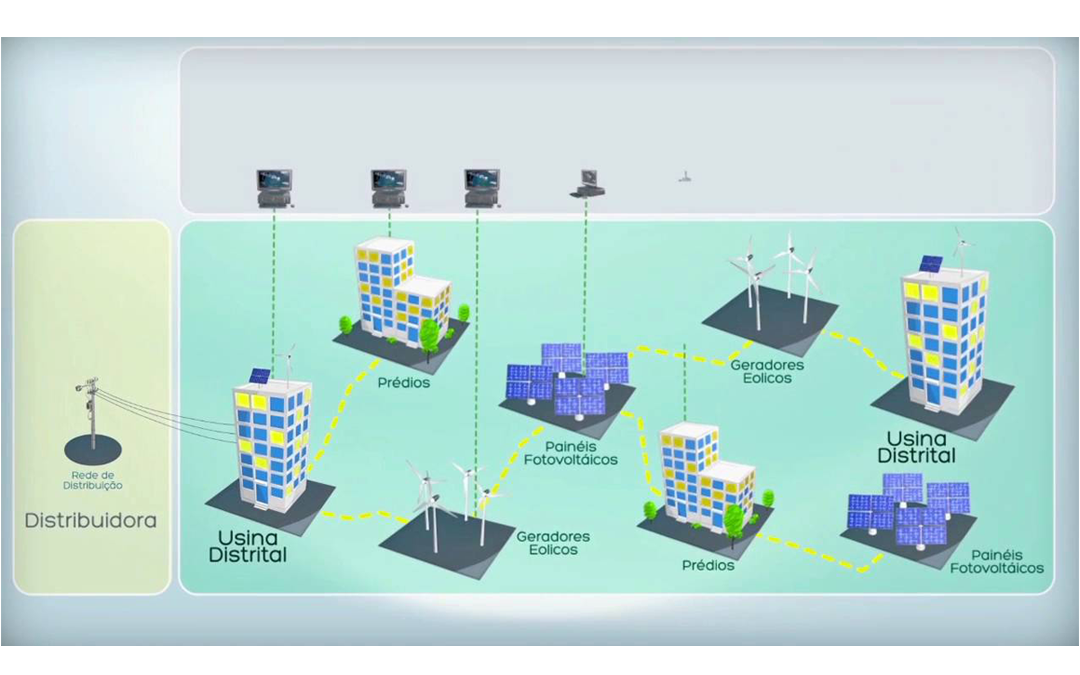 Prédios
Geradores
Eolicos
Painéis
Fotovoltáicos
Usina
Distrital
Rede de
Distribuição
Distribuidora
Usina
Distrital
Geradores
Eolicos
Prédios
Painéis
Fotovoltáicos